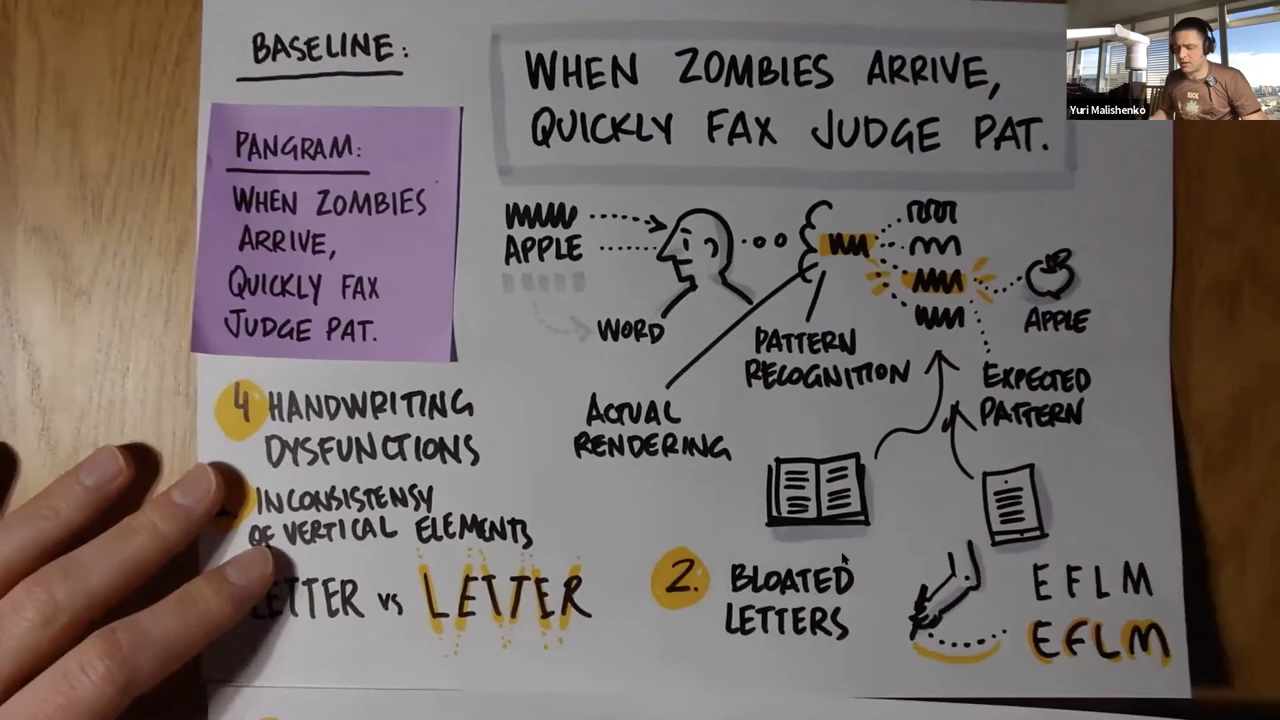 BASELINE:
PANGRAM:
WHEN ZOMBIES
ARRIVE,
QUICKLY FAX
JUDGE PAT.
WHEN ZOMBIES ARRIVE,
QUICKLY FAX JUDGE PAT.
Yuri Malishenko
APPLE
WORD
PATTERN
RECOGNITION
ACTUAL
RENDERING
APPLE
EXPECTED
PATTERN
4 HANDWRITING
DYSFUNCTIONS
INCONSISTENSY
OF VERTICAL ELEMENTS
LETTER vs LETTER
2. BLOATED
LETTERS
E F L M
E F L M